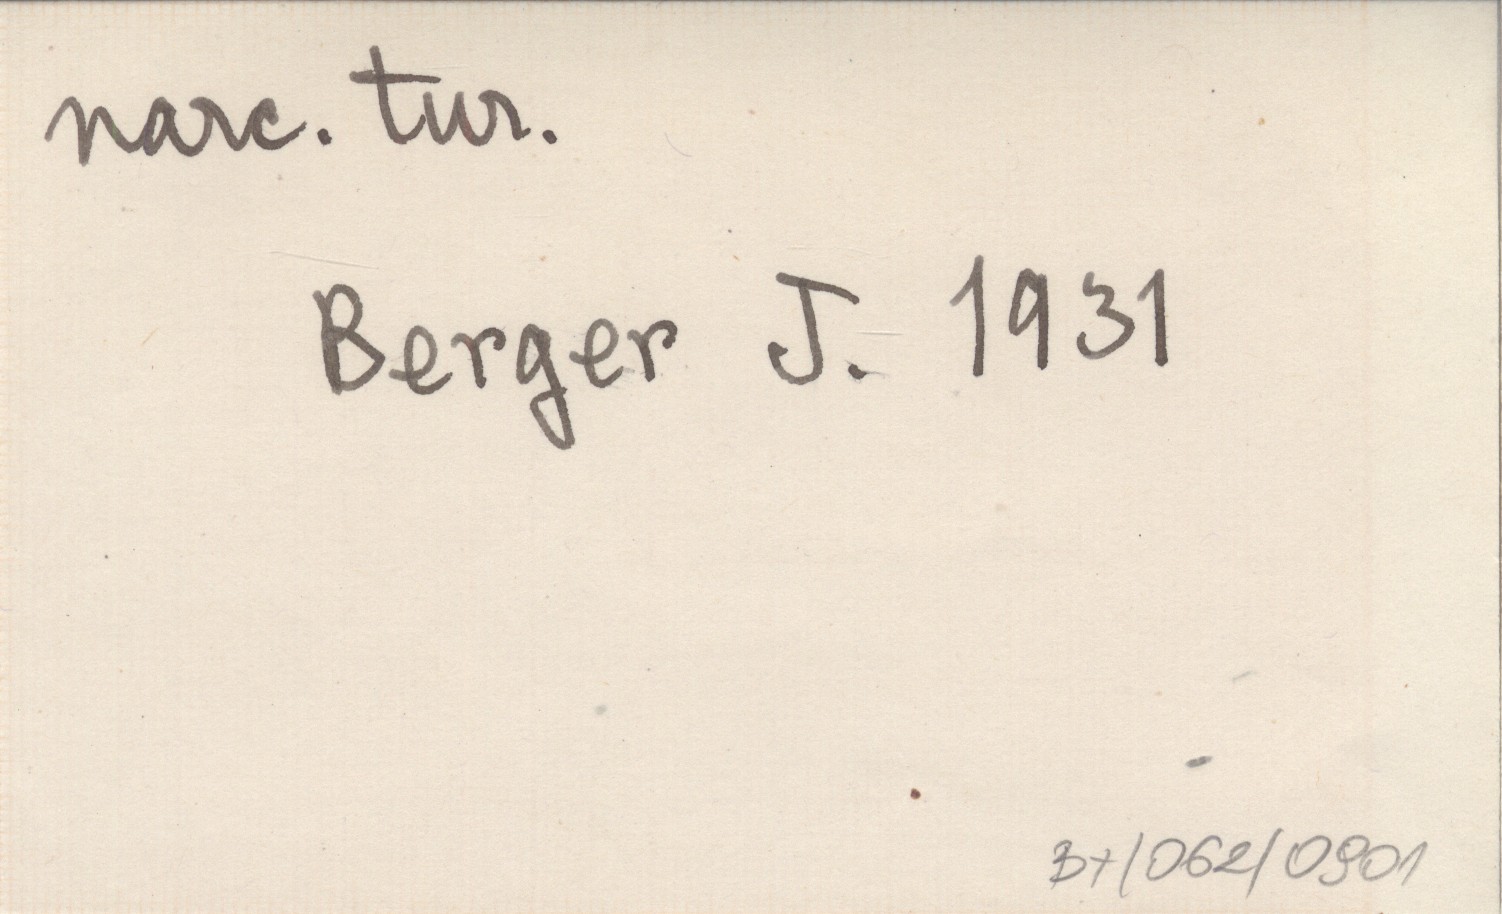 narc. tur.
Berger J. 1931
B+/062/0901